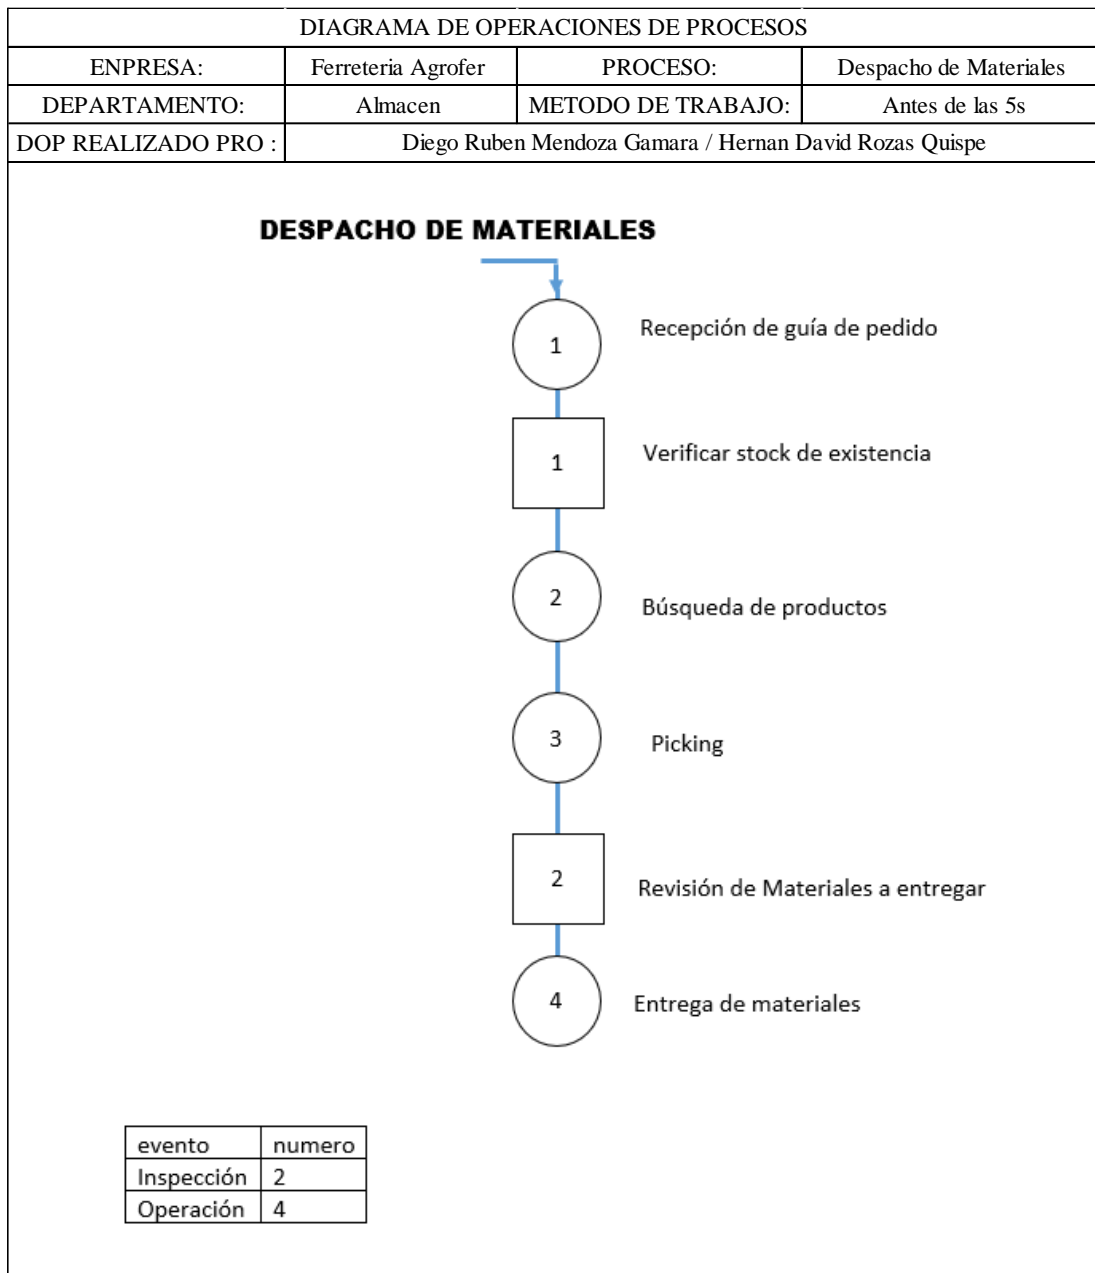 DIAGRAMA DE OPERACIONES DE PROCESOS
ENPRESA: Ferreteria Agrofer PROCESO: Despacho de Materiales
DEPARTAMENTO: Almacen METODO DE TRABAJO: Antes de las 5s
DOP REALIZADO PRO : Diego Ruben Mendoza Gamara / Hernan David Rozas Quispe
DESPACHO DE MATERIALES
1 Recepción de guía de pedido
1 Verificar stock de existencia
2 Búsqueda de productos
3 Picking
2 Revisión de Materiales a entregar
4 Entrega de materiales
evento numero
Inspección 2
Operación 4